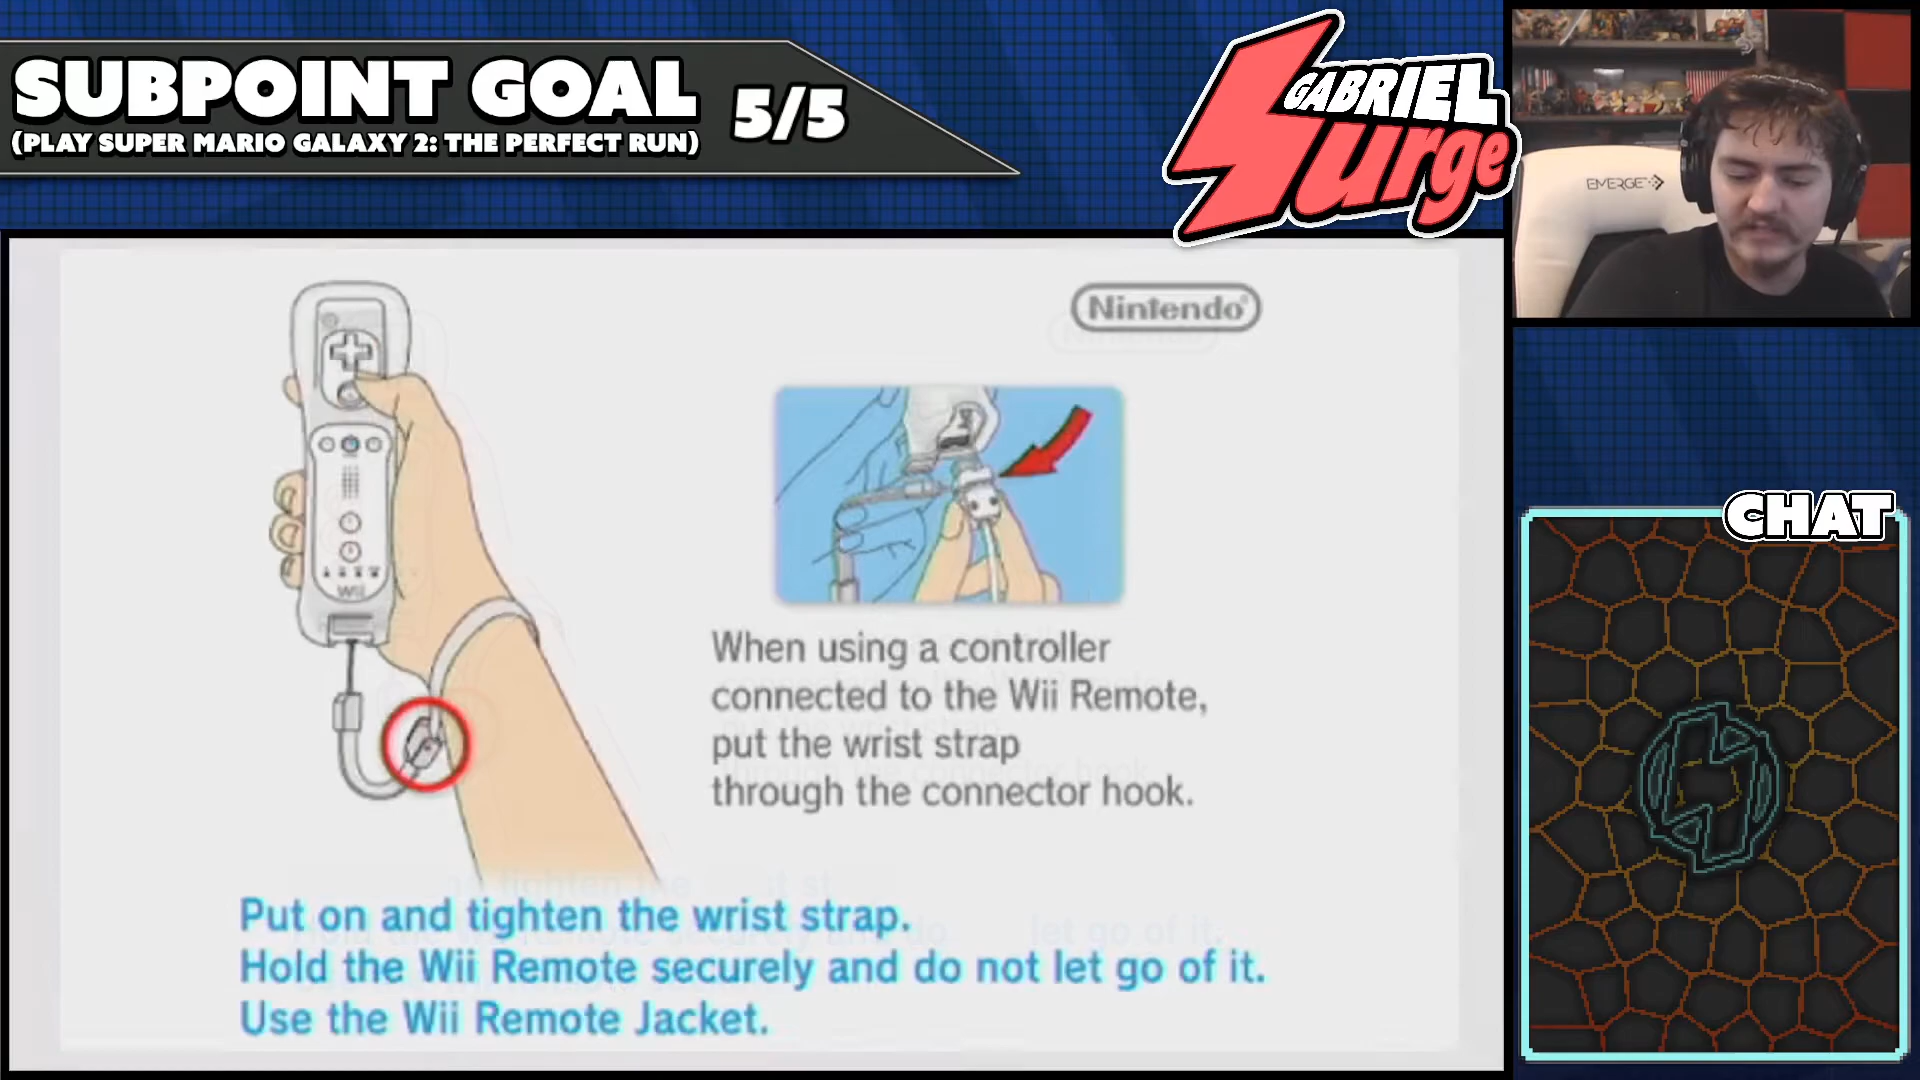 SUBPOINT GOAL
(PLAY SUPER MARIO GALAXY 2: THE PERFECT RUN)
5/5
GABRIEL
Surge
EMERGE
Nintendo
Wii
When using a controller
connected to the Wii Remote,
put the wrist strap
through the connector hook.
Put on and tighten the wrist strap.
Hold the Wii Remote securely and do not let go of it.
Use the Wii Remote Jacket.
CHAT